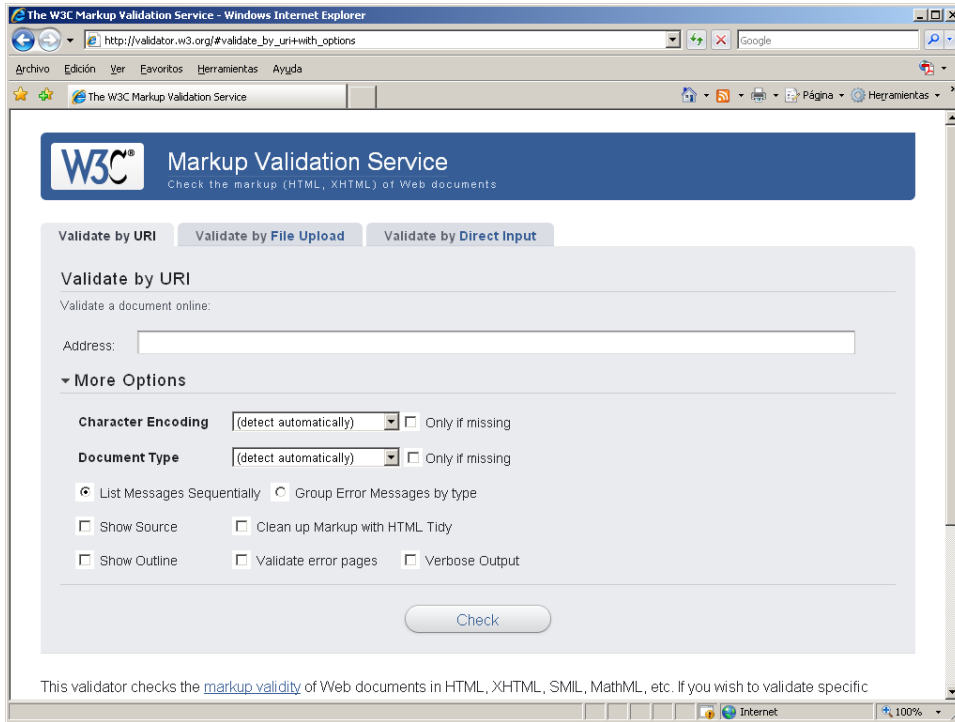 The W3C Markup Validation Service - Windows Internet Explorer
http://validator.w3.org/#validate_by_uri+with_options
Google
Archivo Edición Ver Favoritos Herramientas Ayuda
The W3C Markup Validation Service
Página Herramientas
W3C® Markup Validation Service
Check the markup (HTML, XHTML) of Web documents
Validate by URI Validate by File Upload Validate by Direct Input
Validate by URI
Validate a document online:
Address:
More Options
Character Encoding (detect automatically) Only if missing
Document Type (detect automatically) Only if missing
List Messages Sequentially Group Error Messages by type
Show Source Clean up Markup with HTML Tidy
Show Outline Validate error pages Verbose Output
Check
This validator checks the markup validity of Web documents in HTML, XHTML, SMIL, MathML, etc. If you wish to validate specific
Internet 100%